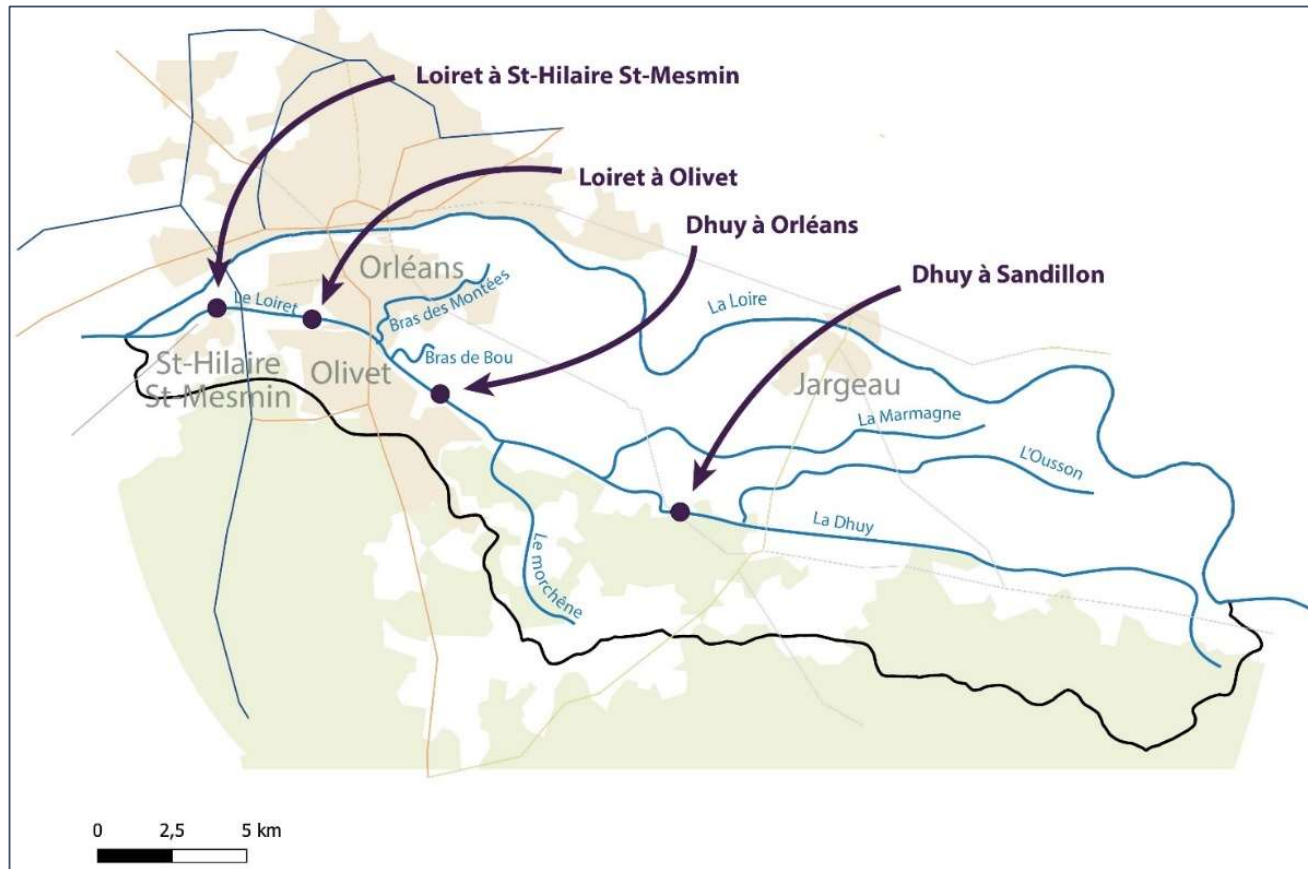 Loiret à St-Hilaire St-Mesmin
Loiret à Olivet
Dhuy à Orléans
Dhuy à Sandillon
Orléans
Bras des Montées
Le Loiret
La Loire
Bras de Bou
St-Hilaire
St-Mesmin
Olivet
Jargeau
La Marmagne
L'Ousson
La Dhuy
Le morchêne
0 2,5 5 km